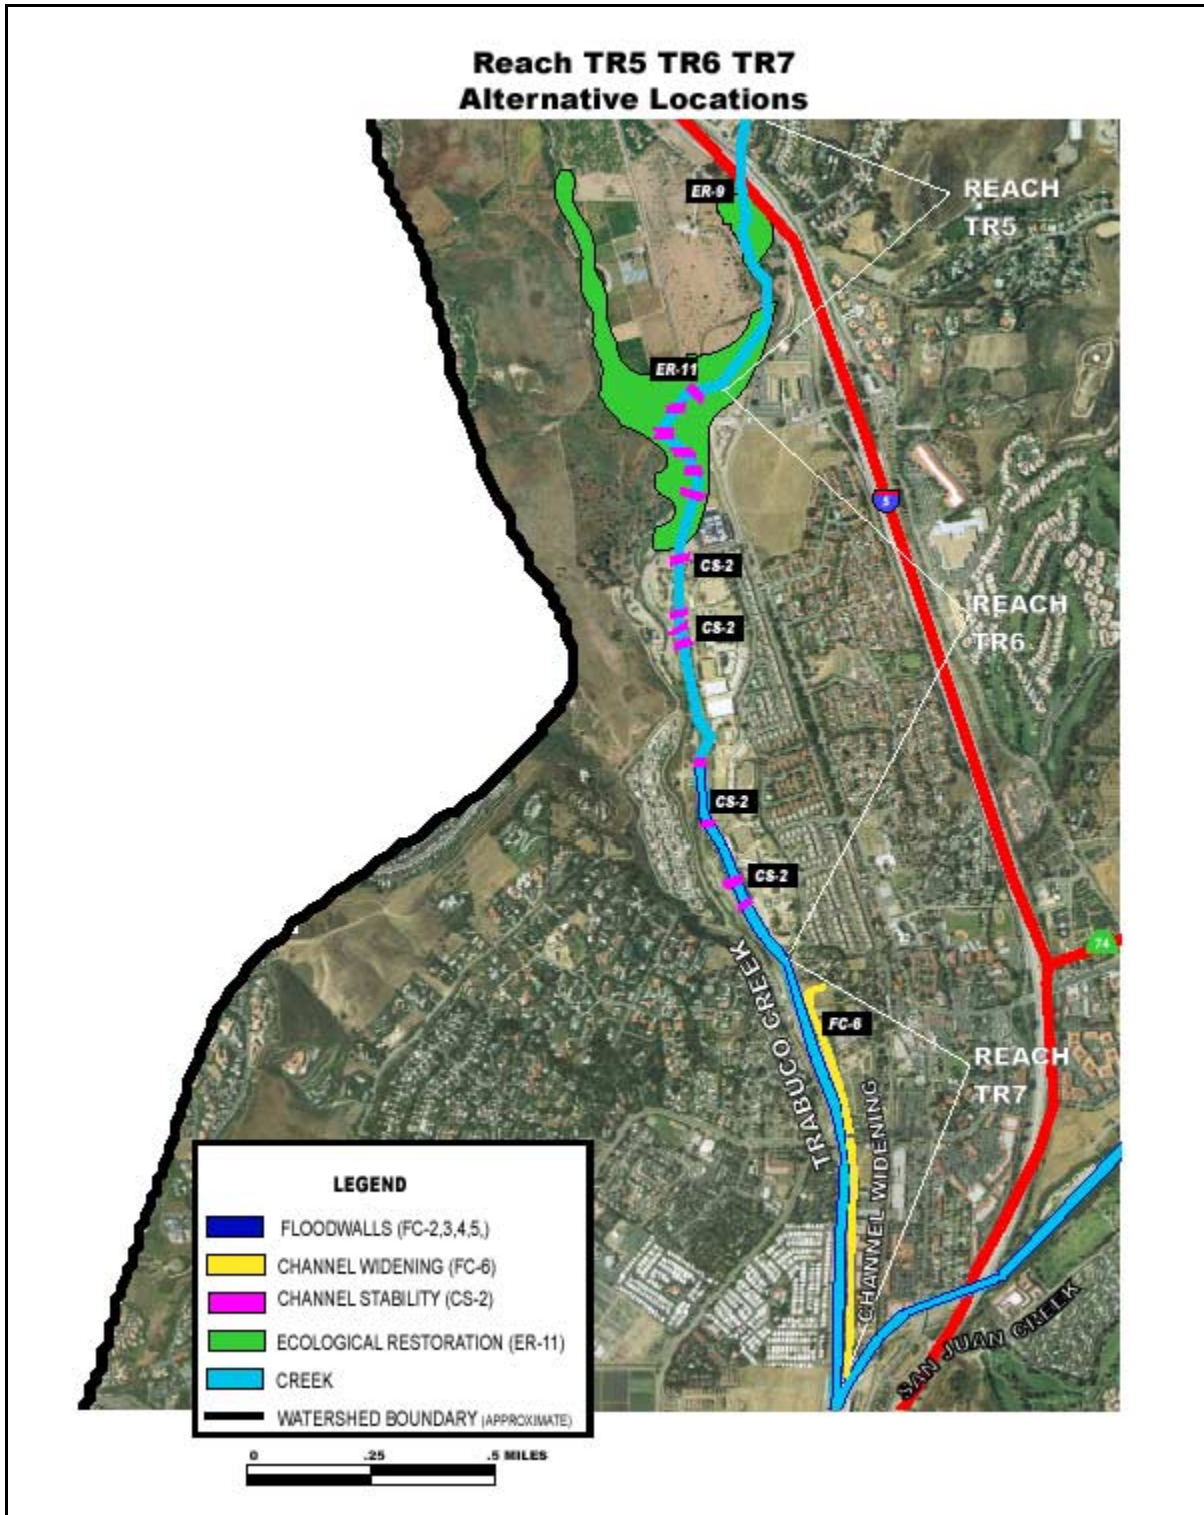 Reach TR5 TR6 TR7
Alternative Locations
ER-9
REACH
TR5
ER-11
5
CS-2
REACH
TR6
CS-2
CS-2
CS-2
74
TRABUCO CREEK
FC-6
REACH
TR7
CHANNEL WIDENING
SAN JUAN CREEK
LEGEND
FLOODWALLS (FC-2,3,4,5,)
CHANNEL WIDENING (FC-6)
CHANNEL STABILITY (CS-2)
ECOLOGICAL RESTORATION (ER-11)
CREEK
WATERSHED BOUNDARY (APPROXIMATE)
0 .25 .5 MILES